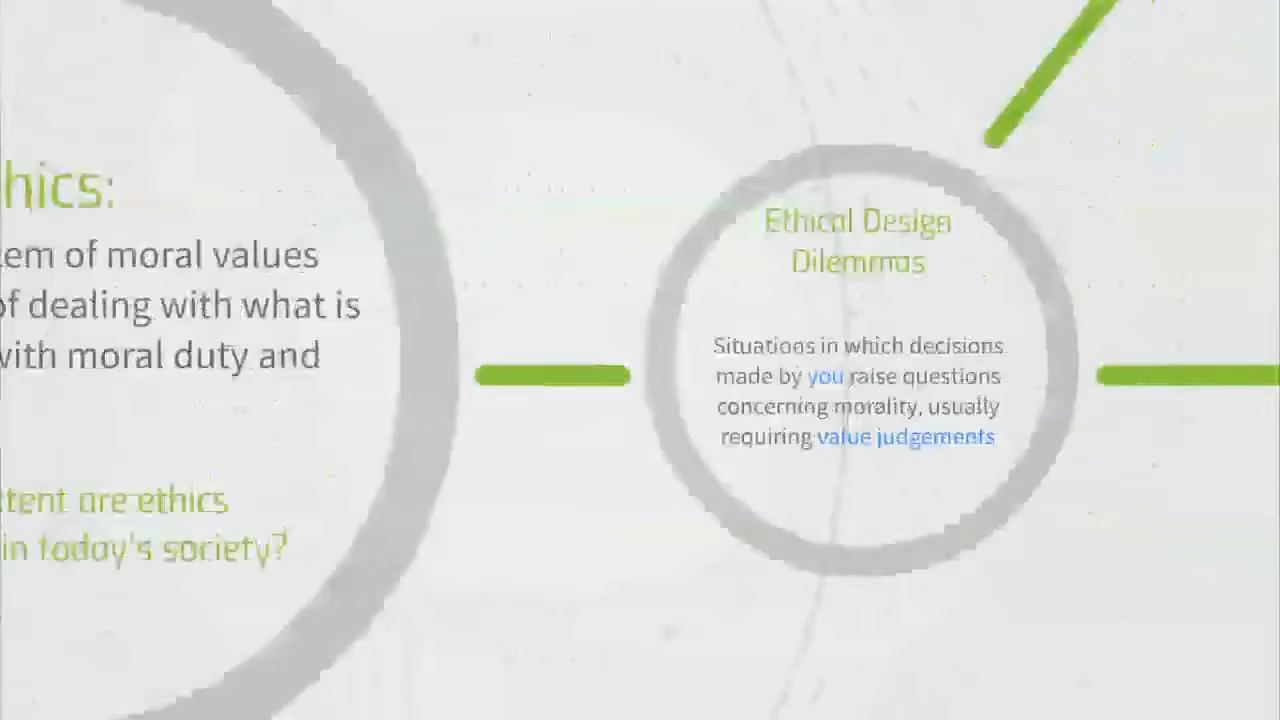 hics:
tem of moral values
of dealing with what is
with moral duty and
tent are ethics
in today's society?
Ethical Design
Dilemmas
Situations in which decisions
made by you raise questions
concerning morality, usually
requiring value judgements